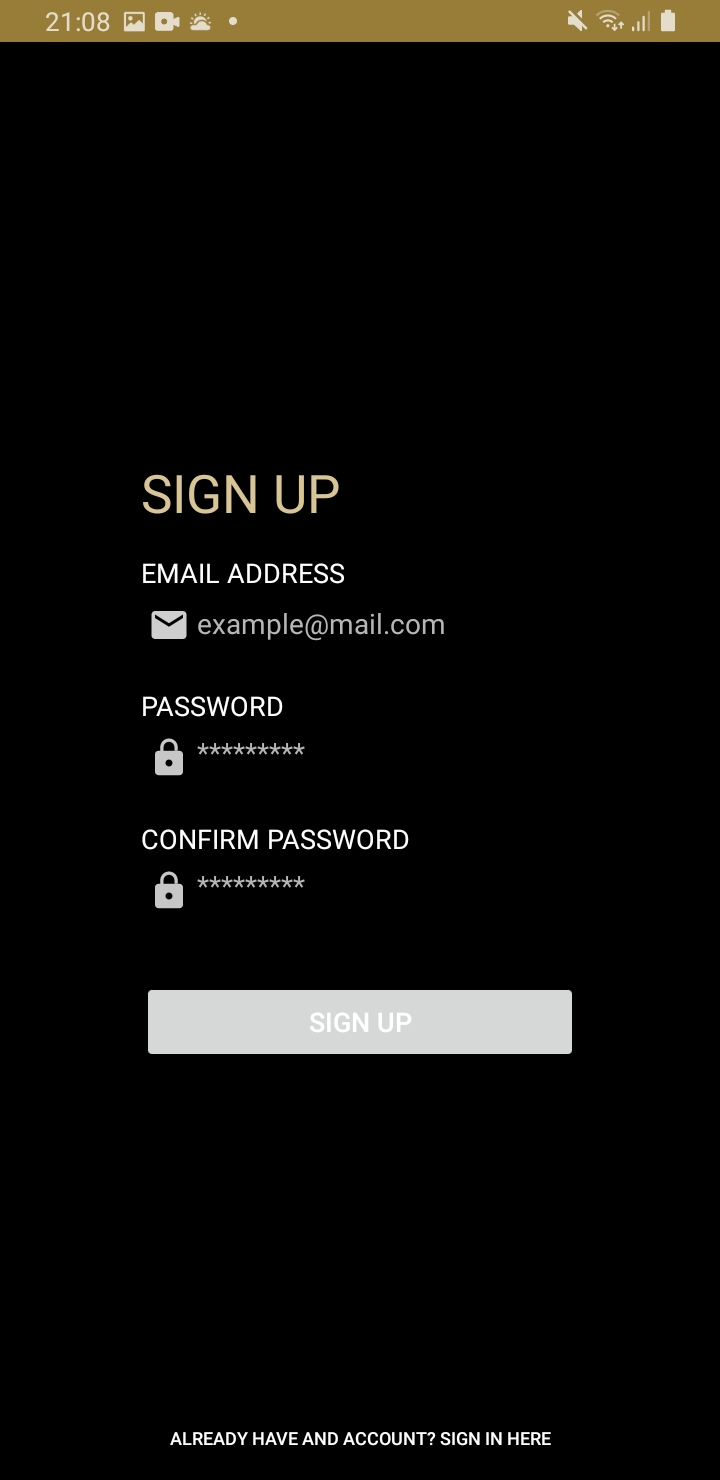 21:08
SIGN UP
EMAIL ADDRESS
example@mail.com
PASSWORD
*********
CONFIRM PASSWORD
*********
SIGN UP
ALREADY HAVE AND ACCOUNT? SIGN IN HERE